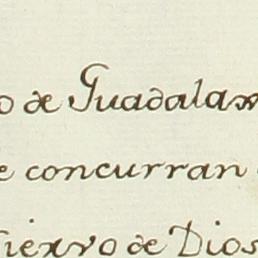 o de Guadalax
e concurran
Siervo de Dios